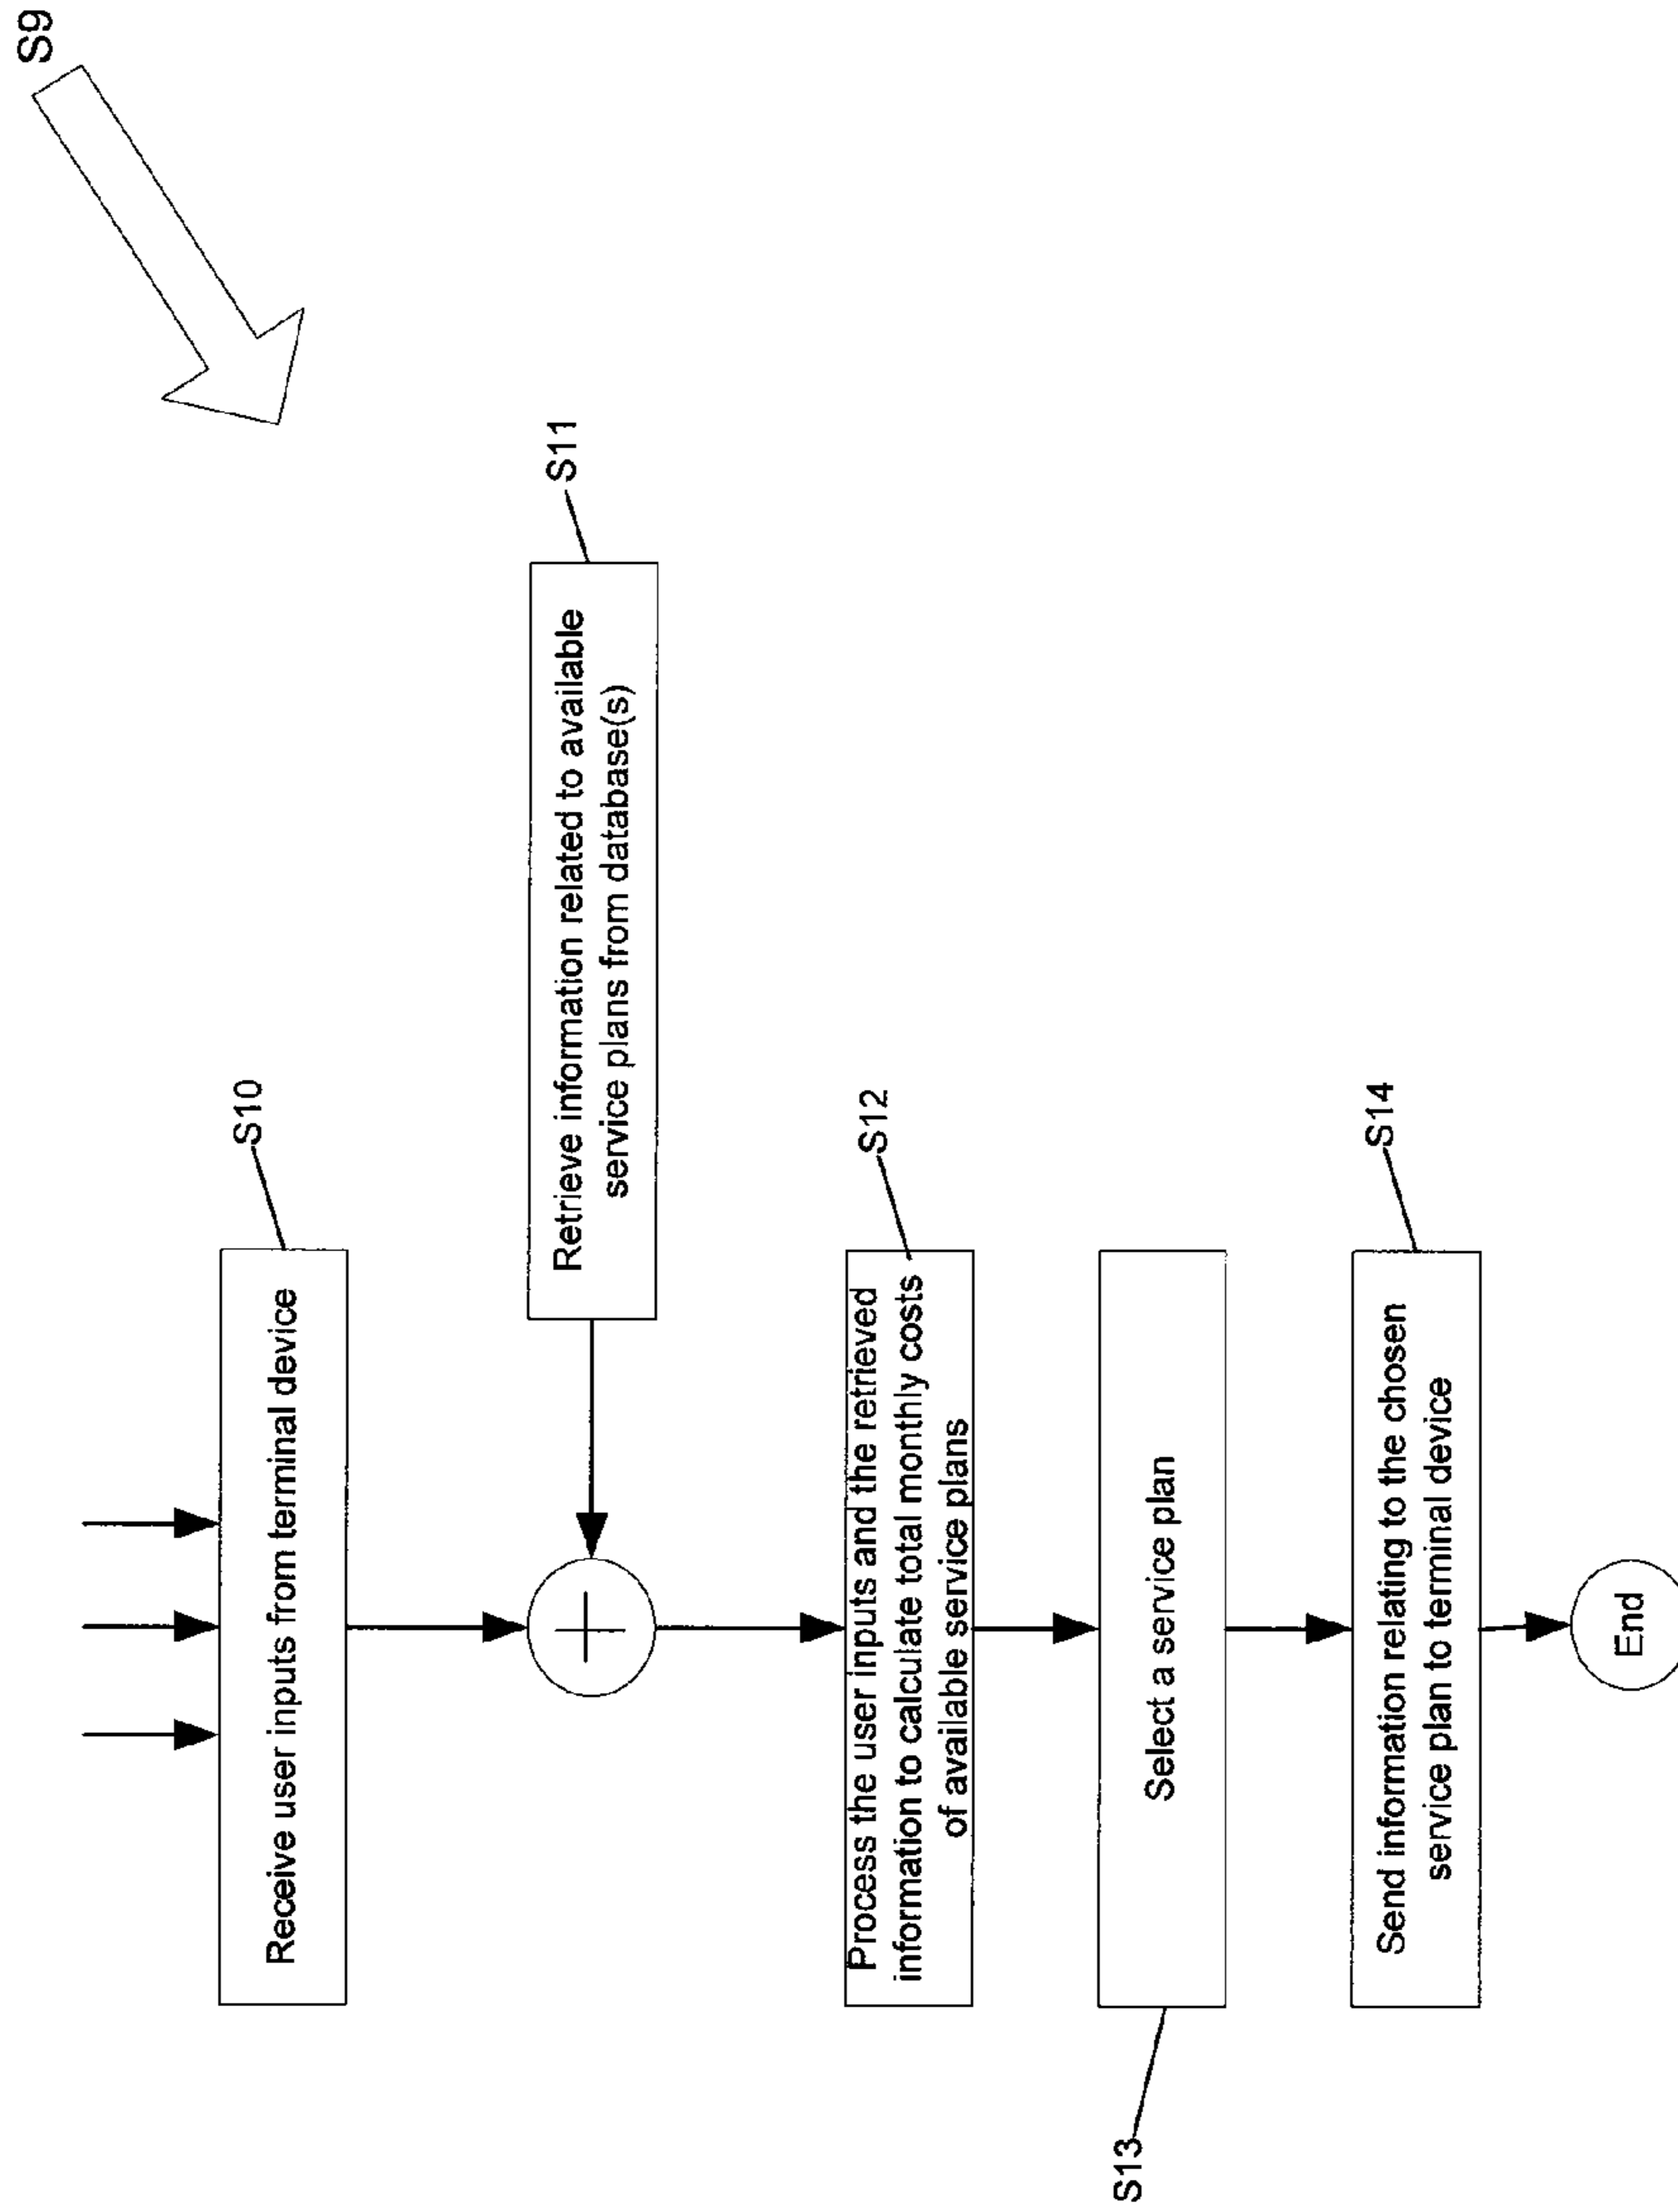 S9
S10
Receive user inputs from terminal device
S11
Retrieve information related to available
service plans from database(s)
S12
Process the user inputs and the retrieved
information to calculate total monthly costs
of available service plans
S13
Select a service plan
S14
Send information relating to the chosen
service plan to terminal device
End